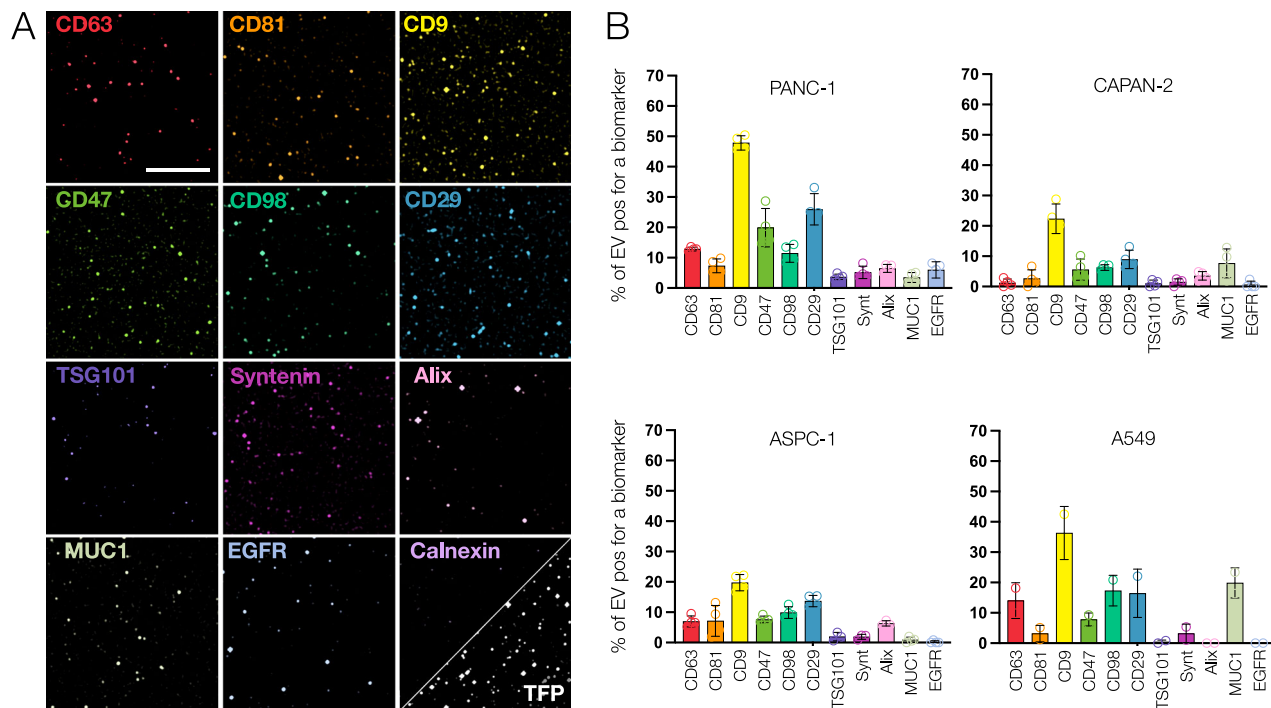 A
CD63
CD81
CD9
CD47
CD98
CD29
TSG101
Syntenin
Alix
MUC1
EGFR
Calnexin
TFP
B
PANC-1
% of EV pos for a biomarker
70
60
50
40
30
20
10
0
CD63
CD81
CD9
CD47
CD98
CD29
TSG101
Synt
Alix
MUC1
EGFR
CAPAN-2
70
60
50
40
30
20
10
0
CD63
CD81
CD9
CD47
CD98
CD29
TSG101
Synt
Alix
MUC1
EGFR
ASPC-1
% of EV pos for a biomarker
70
60
50
40
30
20
10
0
CD63
CD81
CD9
CD47
CD98
CD29
TSG101
Synt
Alix
MUC1
EGFR
A549
70
60
50
40
30
20
10
0
CD63
CD81
CD9
CD47
CD98
CD29
TSG101
Synt
Alix
MUC1
EGFR